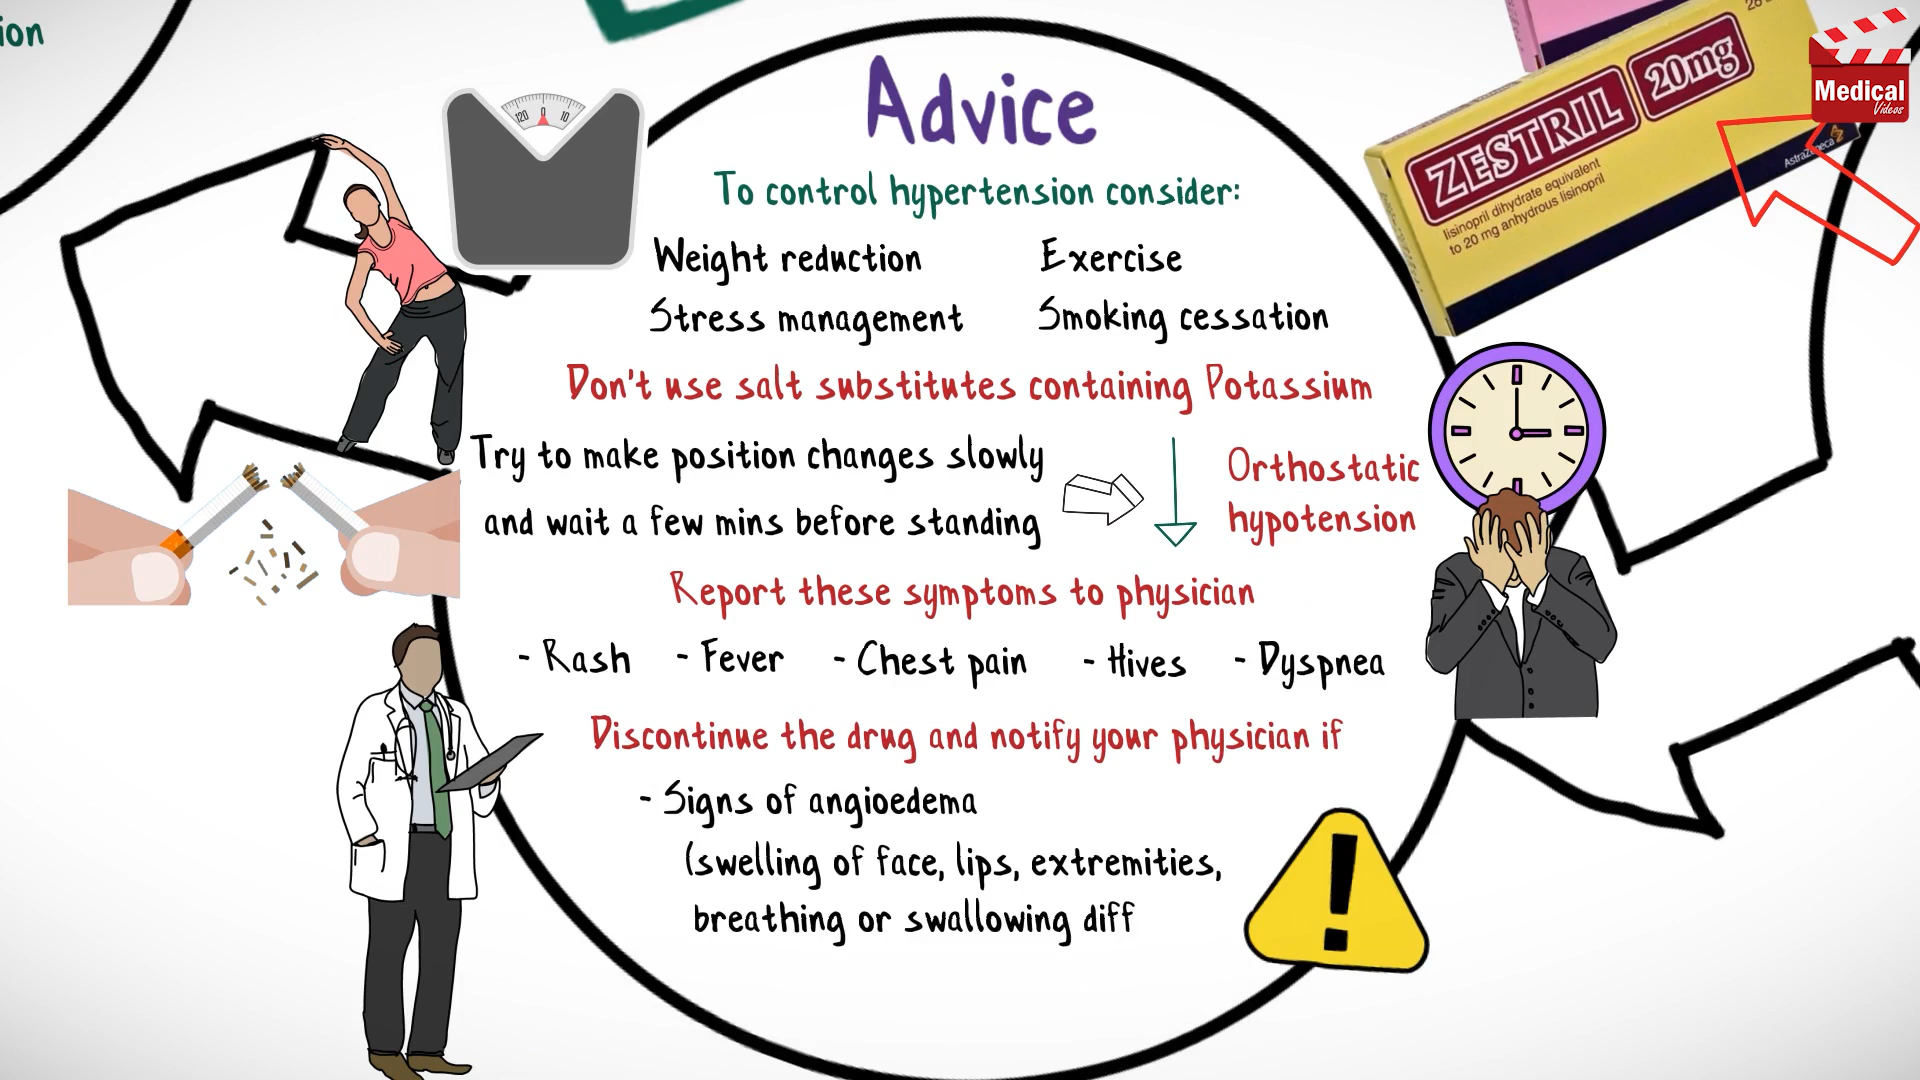 ion
Advice
To control hypertension consider:
Weight reduction
Exercise
Stress management
Smoking cessation
Don't use salt substitutes containing Potassium
Try to make position changes slowly
and wait a few mins before standing
Orthostatic
hypotension
Report these symptoms to physician
- Rash
- Fever
- Chest pain
- Hives
- Dyspnea
Discontinue the drug and notify your physician if
- Signs of angioedema
(swelling of face, lips, extremities,
breathing or swallowing diff
120 0 10
ZESTRIL 20mg
lisinopril dihydrate equivalent
to 20 mg anhydrous lisinopril
AstraZeneca
Medical
Videos